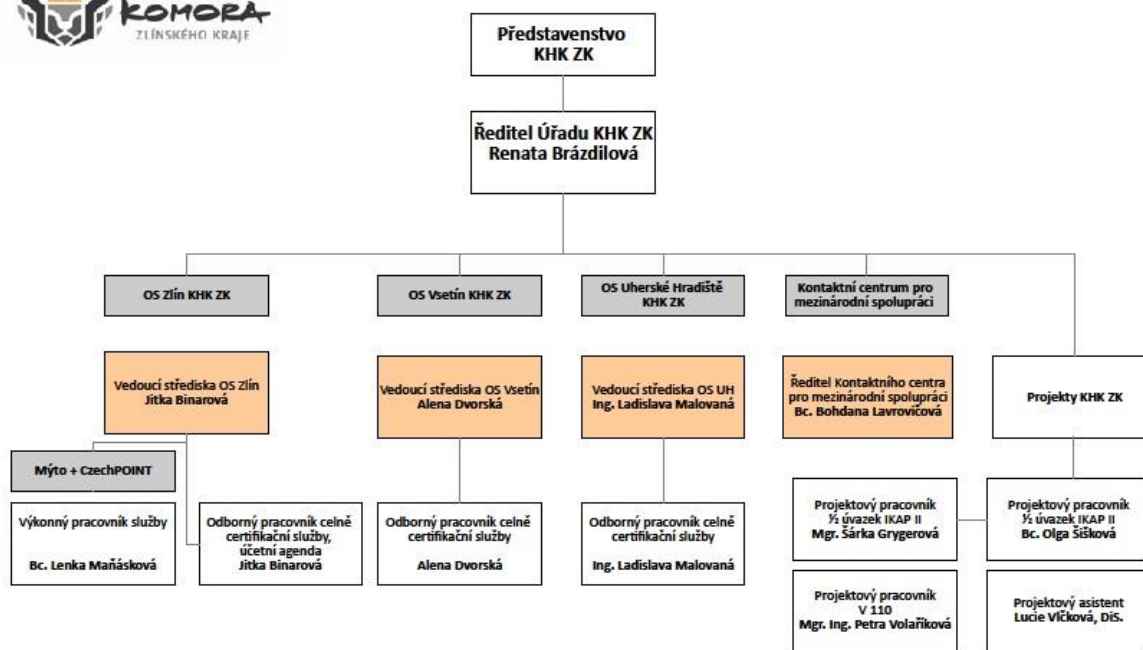 KOMORA
ZLÍNSKÉHO KRAJE
Představenstvo
KHK ZK
Ředitel Úřadu KHK ZK
Renata Brázdilová
OS Zlín KHK ZK
OS Vsetín KHK ZK
OS Uherské Hradiště
KHK ZK
Kontaktní centrum pro
mezinárodní spolupráci
Vedoucí střediska OS Zlín
Jitka Binarová
Vedoucí střediska OS Vsetín
Alena Dvorská
Vedoucí střediska OS UH
Ing. Ladislava Malovaná
Ředitel Kontaktního centra
pro mezinárodní spolupráci
Bc. Bohdana Lavrovičová
Projekty KHK ZK
Mýto + CzechPOINT
Výkonný pracovník služby
Bc. Lenka Maňásková
Odborný pracovník celně
certifikační služby,
účetní agenda
Jitka Binarová
Odborný pracovník celně
certifikační služby
Alena Dvorská
Odborný pracovník celně
certifikační služby
Ing. Ladislava Malovaná
Projektový pracovník
½ úvazek IKAP II
Mgr. Šárka Grygerová
Projektový pracovník
½ úvazek IKAP II
Bc. Olga Šišková
Projektový pracovník
V 110
Mgr. Ing. Petra Volaříková
Projektový asistent
Lucie Vlčková, DiS.